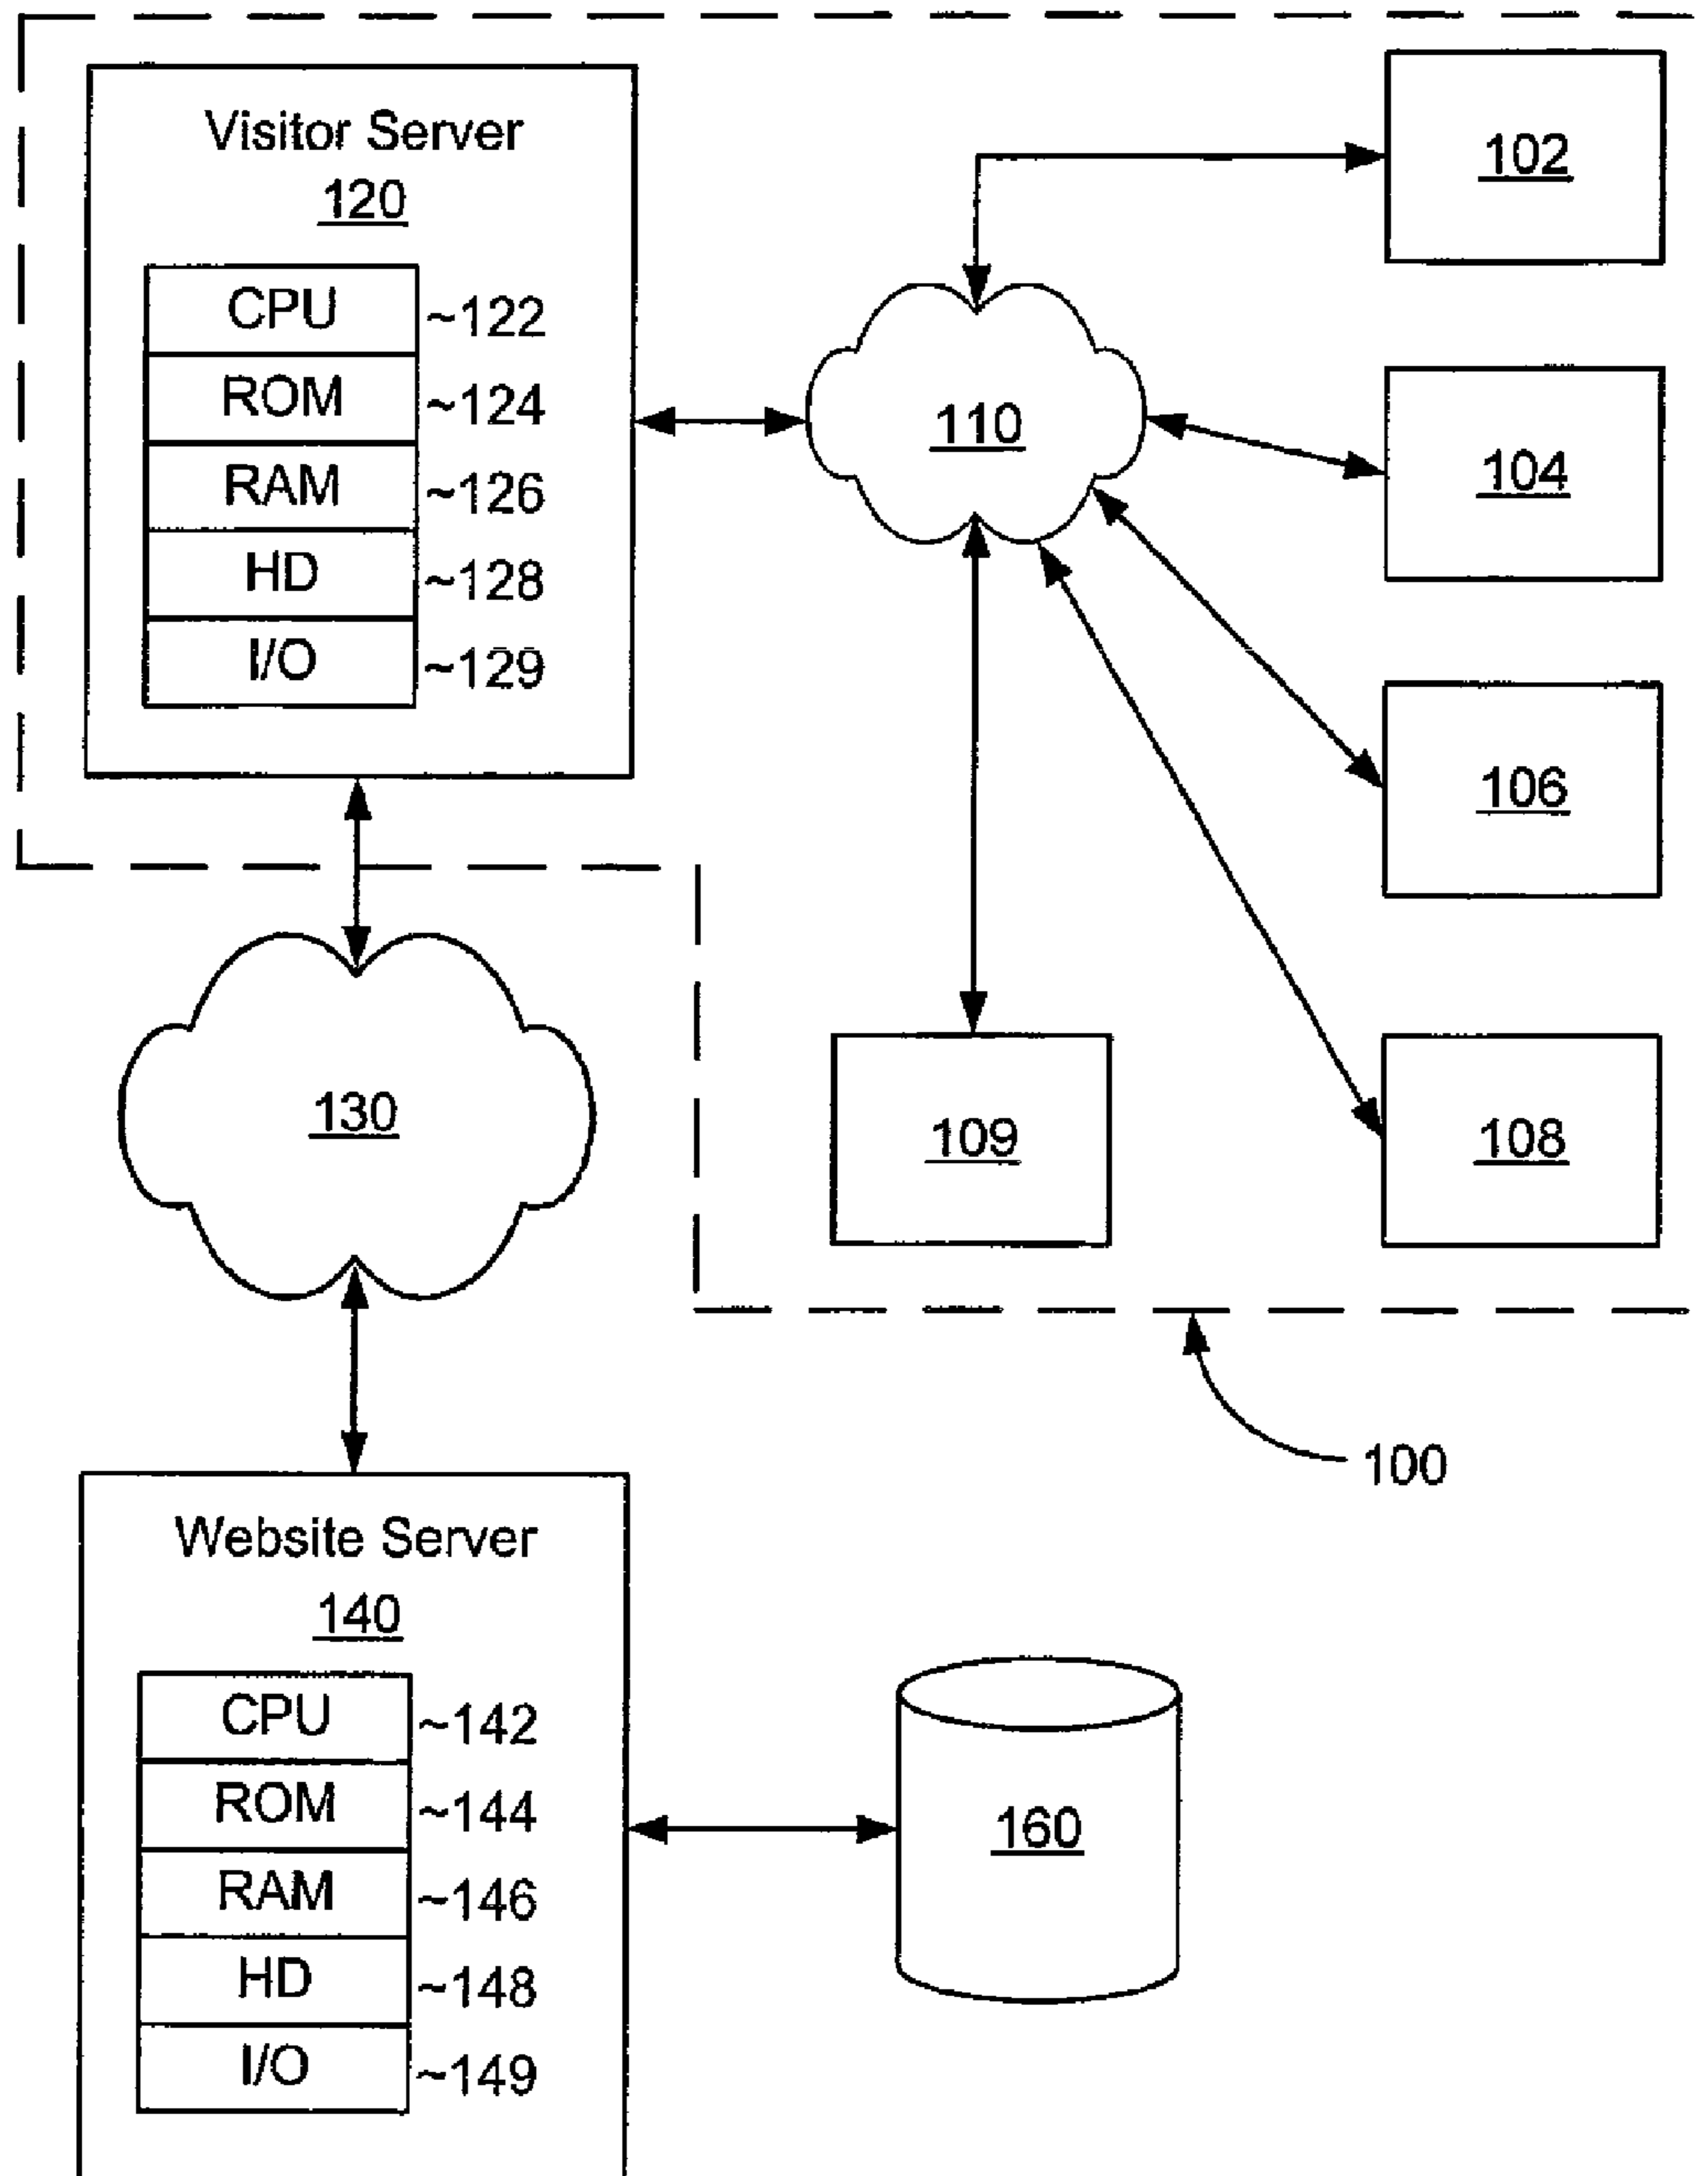 Visitor Server
120
CPU ~122
ROM ~124
RAM ~126
HD ~128
I/O ~129
102
110
104
106
109
108
130
100
Website Server
140
CPU ~142
ROM ~144
RAM ~146
HD ~148
I/O ~149
160